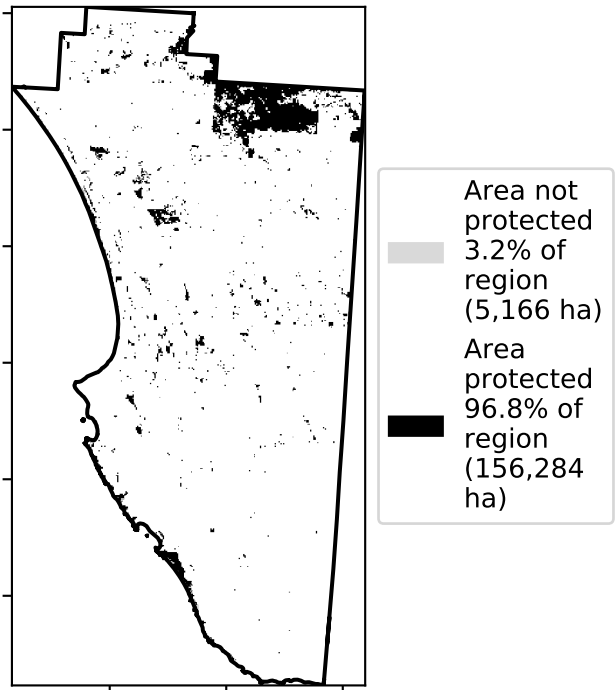 Area not
protected
3.2% of
region
(5,166 ha)
Area
protected
96.8% of
region
(156,284
ha)